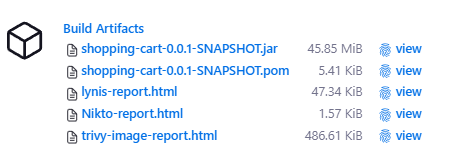 Build Artifacts
shopping-cart-0.0.1-SNAPSHOT.jar 45.85 MiB view
shopping-cart-0.0.1-SNAPSHOT.pom 5.41 KiB view
lynis-report.html 47.34 KiB view
Nikto-report.html 1.57 KiB view
trivy-image-report.html 486.61 KiB view